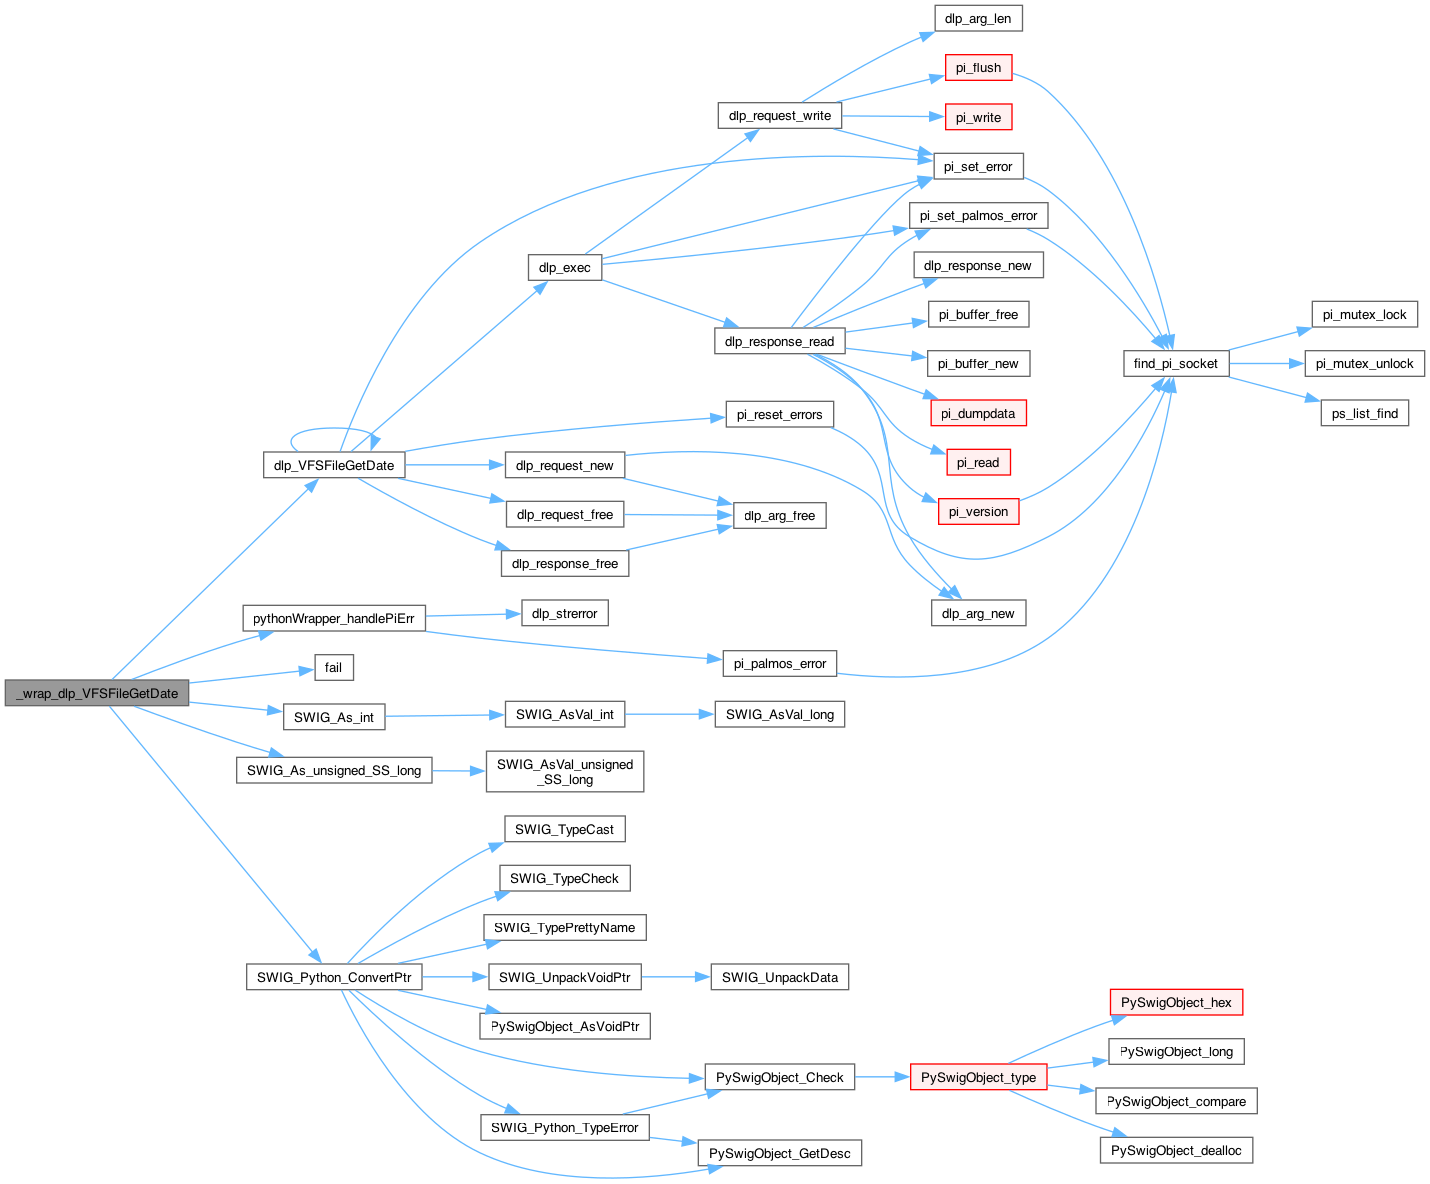 dlp_arg_len
pi_flush
dlp_request_write
pi_write
pi_set_error
pi_set_palmos_error
dlp_exec
dlp_response_new
pi_buffer_free
pi_mutex_lock
dlp_response_read
find_pi_socket
pi_buffer_new
pi_mutex_unlock
pi_dumpdata
ps_list_find
pi_reset_errors
dlp_VFSFileGetDate
dlp_request_new
pi_read
dlp_request_free
dlp_arg_free
pi_version
dlp_response_free
pythonWrapper_handlePiErr
dlp_strerror
dlp_arg_new
fail
pi_palmos_error
_wrap_dlp_VFSFileGetDate
SWIG_As_int
SWIG_AsVal_int
SWIG_AsVal_long
SWIG_As_unsigned_SS_long
SWIG_AsVal_unsigned
_SS_long
SWIG_TypeCast
SWIG_TypeCheck
SWIG_TypePrettyName
SWIG_Python_ConvertPtr
SWIG_UnpackVoidPtr
SWIG_UnpackData
PySwigObject_hex
PySwigObject_AsVoidPtr
PySwigObject_long
PySwigObject_Check
PySwigObject_type
PySwigObject_compare
SWIG_Python_TypeError
PySwigObject_GetDesc
PySwigObject_dealloc